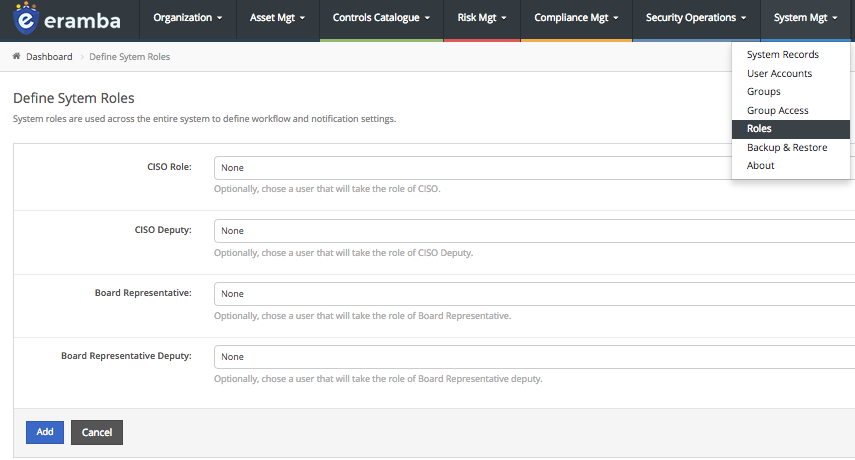 eramba
Organization Asset Mgt Controls Catalogue Risk Mgt Compliance Mgt Security Operations System Mgt
Dashboard Define Sytem Roles
System Records
User Accounts
Groups
Group Access
Roles
Backup & Restore
About
Define Sytem Roles
System roles are used across the entire system to define workflow and notification settings.
CISO Role: None
Optionally, chose a user that will take the role of CISO.
CISO Deputy: None
Optionally, chose a user that will take the role of CISO Deputy.
Board Representative: None
Optionally, chose a user that will take the role of Board Representative.
Board Representative Deputy: None
Optionally, chose a user that will take the role of Board Representative deputy.
Add Cancel